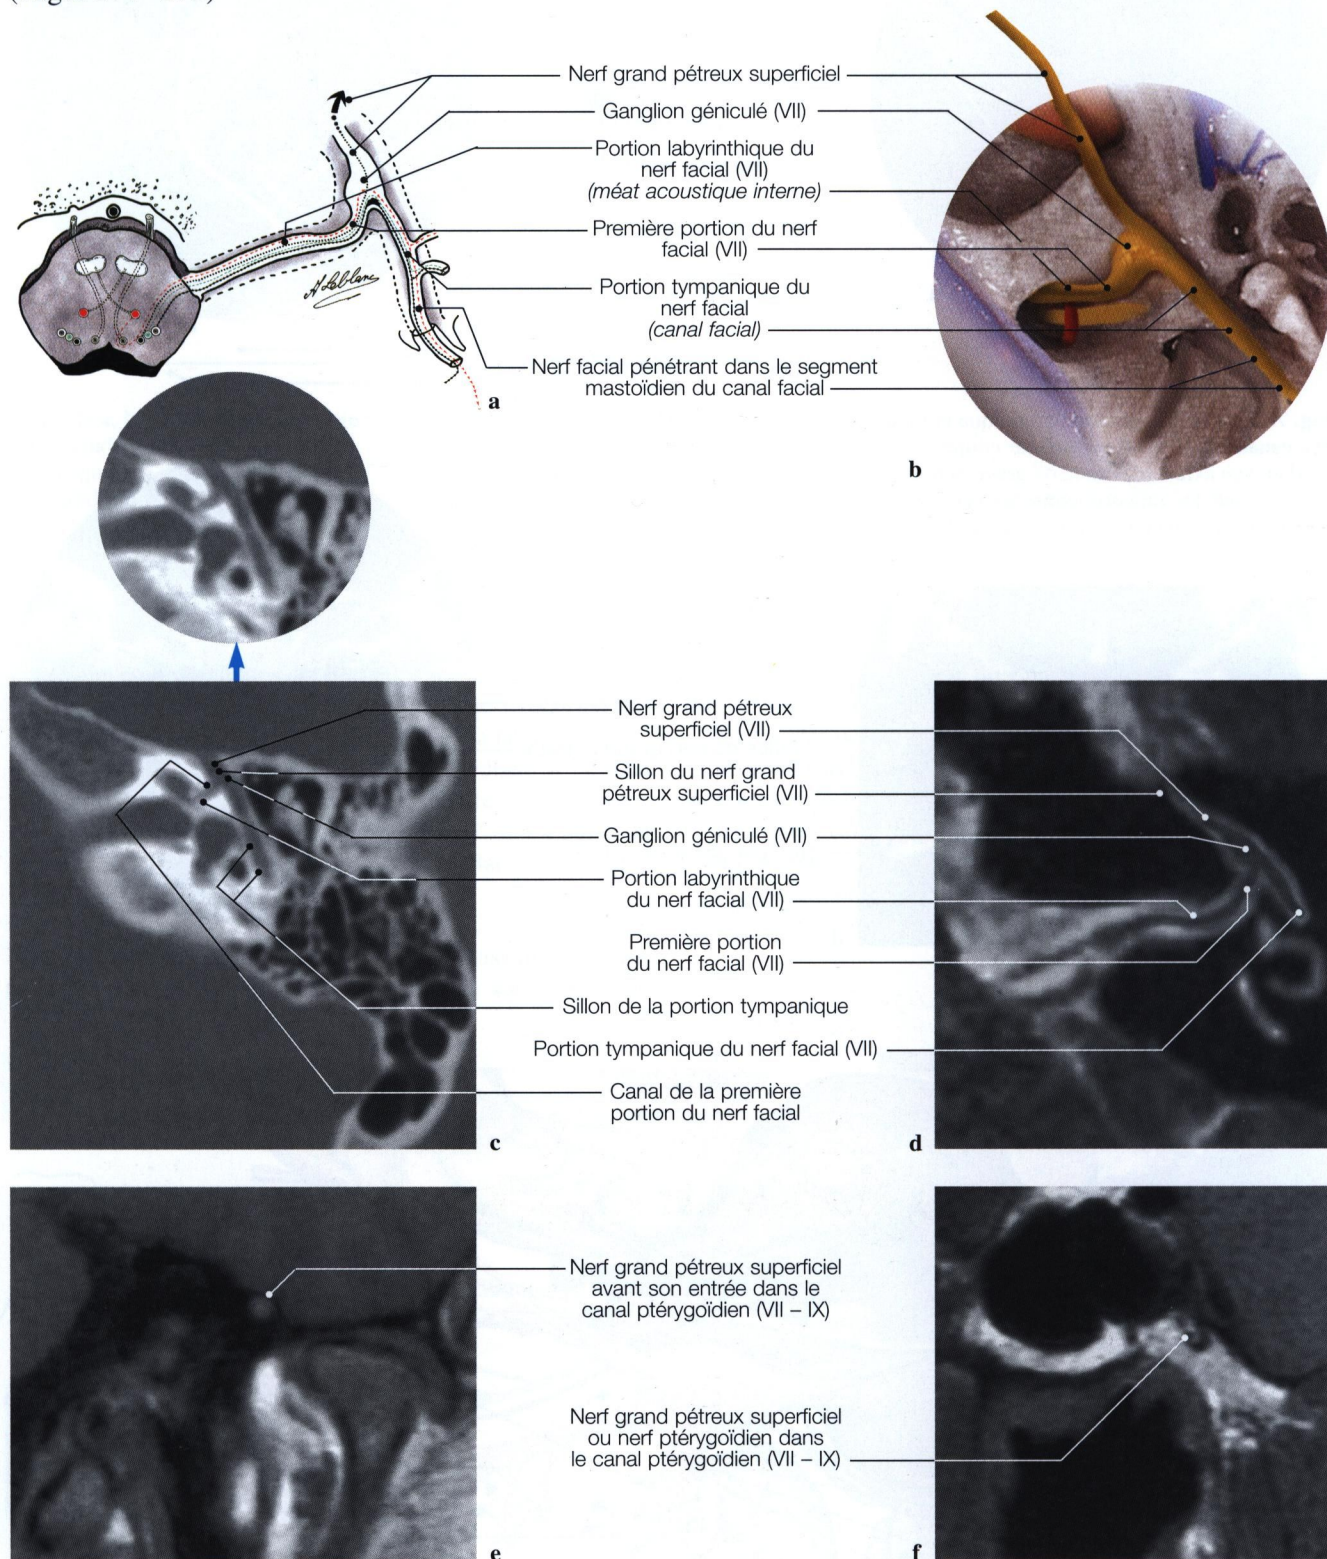 Nerf grand pétreux superficiel
Ganglion géniculé (VII)
Portion labyrinthique du
nerf facial (VII)
(méat acoustique interne)
Première portion du nerf
facial (VII)
Portion tympanique du
nerf facial
(canal facial)
Nerf facial pénétrant dans le segment
mastoïdien du canal facial
A Leblanc
a
b
Nerf grand pétreux
superficiel (VII)
Sillon du nerf grand
pétreux superficiel (VII)
Ganglion géniculé (VII)
Portion labyrinthique
du nerf facial (VII)
Première portion
du nerf facial (VII)
Sillon de la portion tympanique
Portion tympanique du nerf facial (VII)
Canal de la première
portion du nerf facial
c
d
Nerf grand pétreux superficiel
avant son entrée dans le
canal ptérygoïdien (VII – IX)
Nerf grand pétreux superficiel
ou nerf ptérygoïdien dans
le canal ptérygoïdien (VII – IX)
e
f